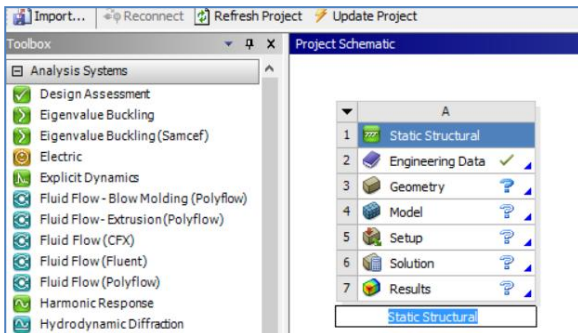 Import... Reconnect Refresh Project Update Project
Toolbox
Project Schematic
Analysis Systems
Design Assessment
Eigenvalue Buckling
Eigenvalue Buckling (Samcef)
Electric
Explicit Dynamics
Fluid Flow - Blow Molding (Polyflow)
Fluid Flow- Extrusion (Polyflow)
Fluid Flow (CFX)
Fluid Flow (Fluent)
Fluid Flow (Polyflow)
Harmonic Response
Hydrodynamic Diffraction
A
1 Static Structural
2 Engineering Data
3 Geometry
4 Model
5 Setup
6 Solution
7 Results
Static Structural